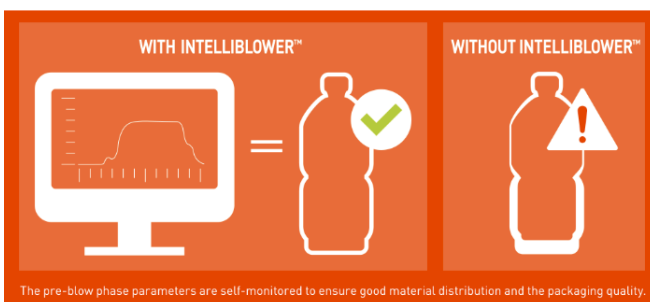 WITH INTELLIBLOWER™
WITHOUT INTELLIBLOWER™
The pre-blow phase parameters are self-monitored to ensure good material distribution and the packaging quality.